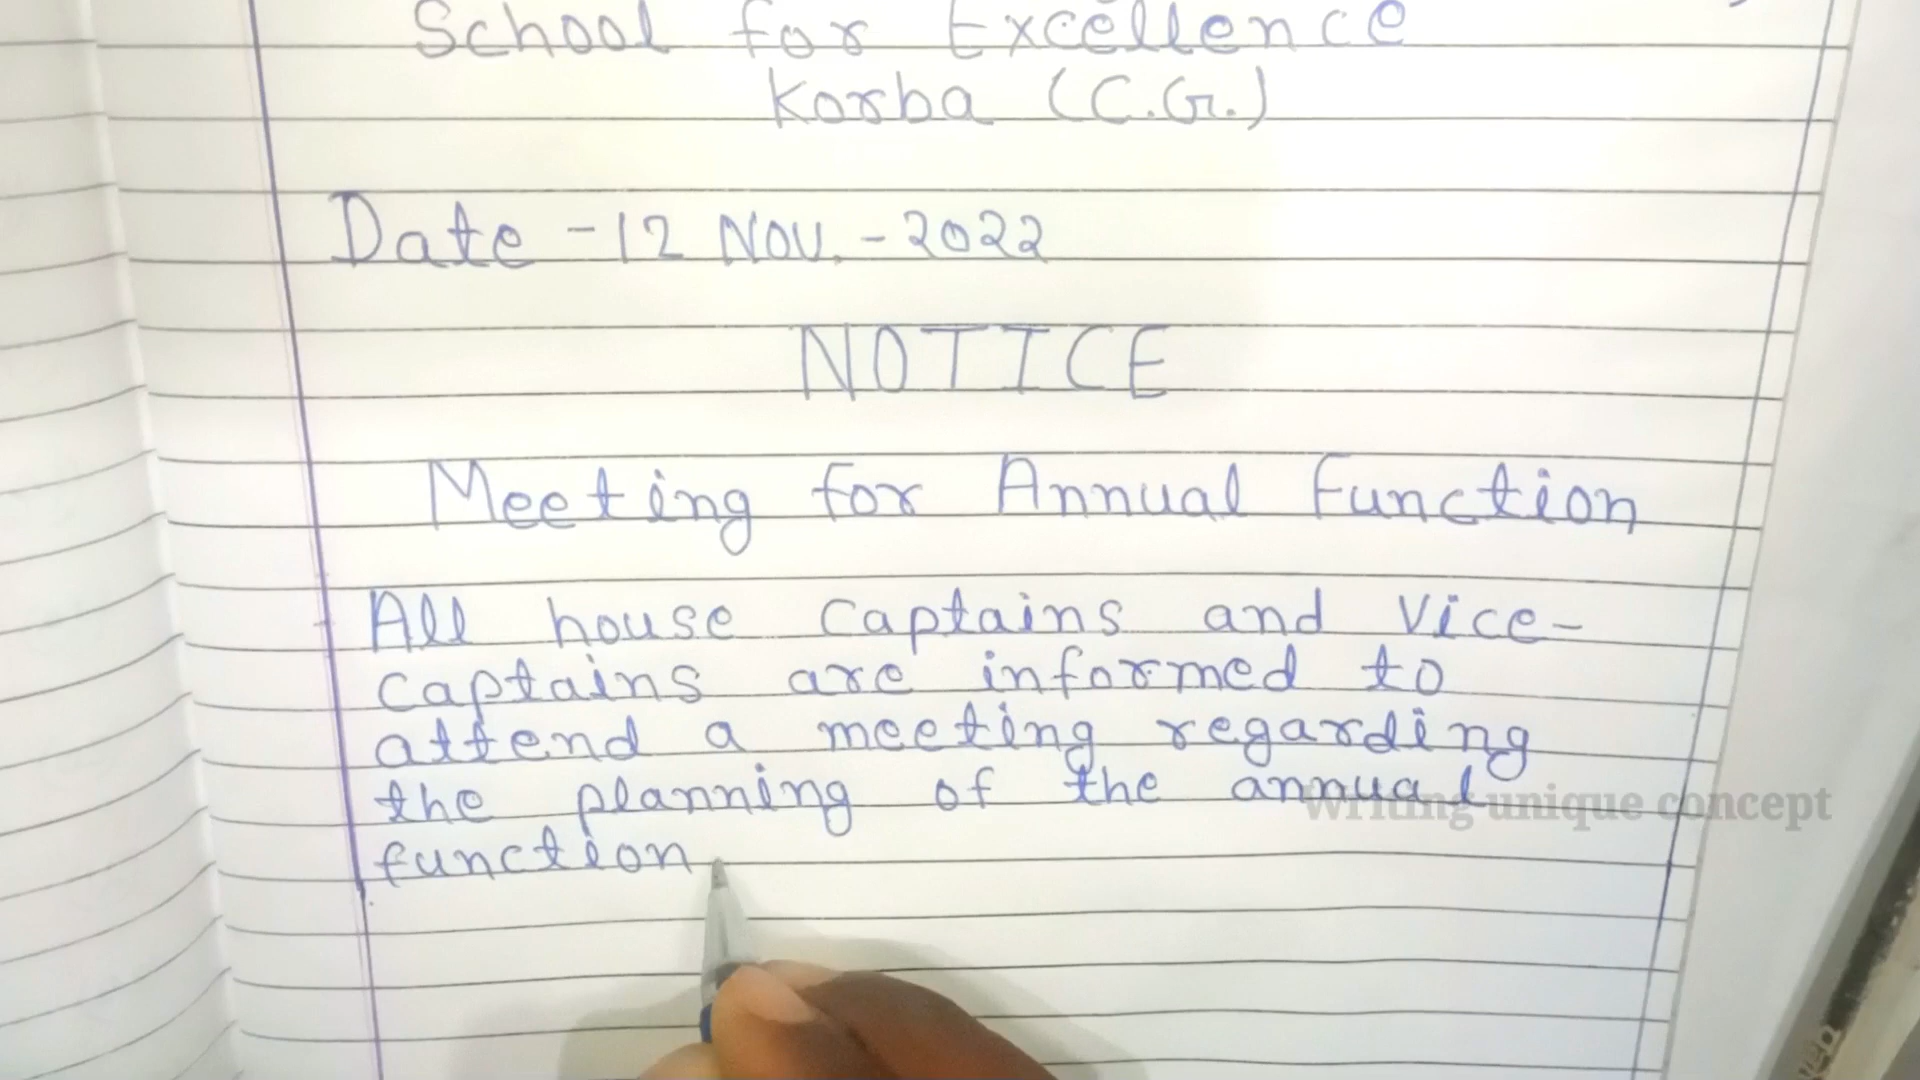 School for Excellence
Korba (C.G.)
Date - 12 Nov. - 2022
NOTICE
Meeting for Annual Function
All house captains and Vice-
captains are informed to
attend a meeting regarding
the planning of the annual
function
Writing unique concept